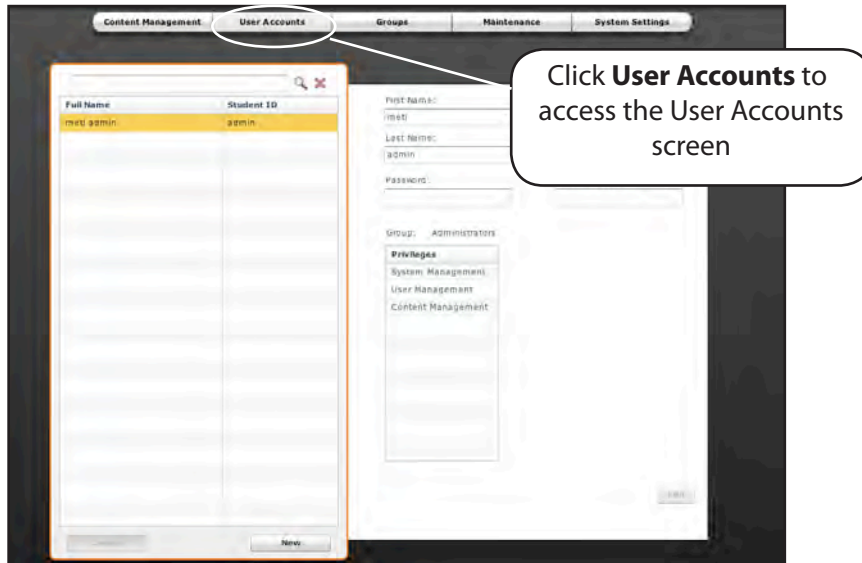 Content Management User Accounts Groups Maintenance System Settings
Click User Accounts to
access the User Accounts
screen
Full Name Student ID
meti admin admin
First Name:
meti
Last Name:
admin
Password
Group: Administrators
Privileges
System Management
User Management
Content Management
New